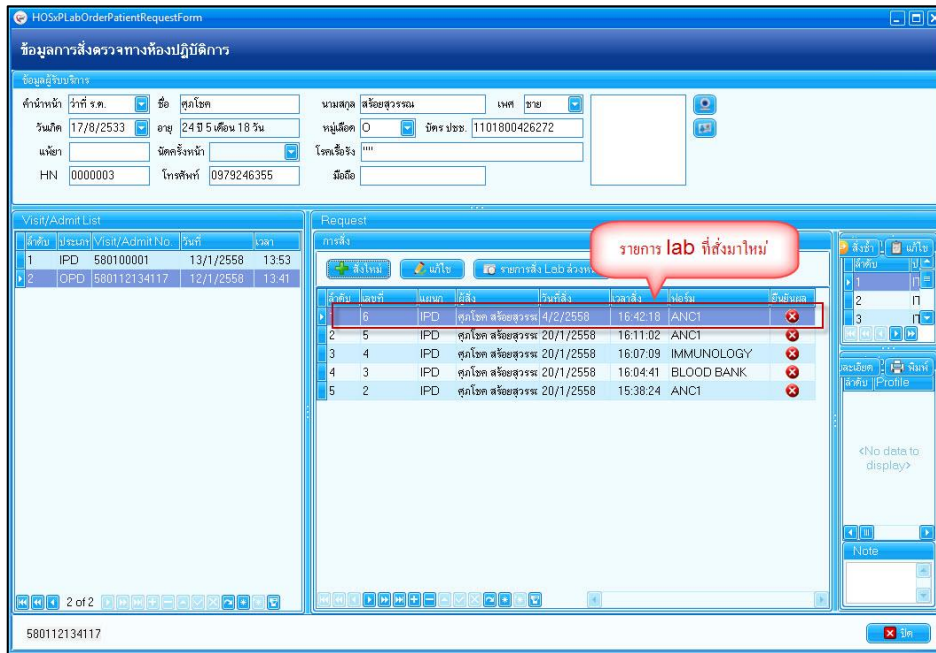 HOSxPLabOrderPatientRequestForm
ข้อมูลการสั่งตรวจทางห้องปฏิบัติการ
ข้อมูลผู้รับบริการ
คำนำหน้า ว่าที่ ร.ต. ชื่อ ศุภโชค นามสกุล สร้อยสุวรรณ เพศ ชาย
วันเกิด 17/8/2533 อายุ 24 ปี 5 เดือน 18 วัน หมู่เลือด O บัตร ปชช. 1101800426272
แพ้ยา นัดครั้งหน้า โรคเรื้อรัง """
HN 0000003 โทรศัพท์ 0979246355 มือถือ
Visit/Admit List
ลำดับ ประเภท Visit/Admit No. วันที่ เวลา
1 IPD 580100001 13/1/2558 13:53
2 OPD 580112134117 12/1/2558 13:41
2 of 2
Request
การสั่ง
สั่งใหม่ แก้ไข รายการสั่ง Lab ล่วงห
รายการ lab ที่สั่งมาใหม่
ลำดับ เลขที่ แผนก ผู้สั่ง วันที่สั่ง เวลาสั่ง ฟอร์ม ยืนยันผล
6 IPD ศุภโชค สร้อยสุวรรณ 4/2/2558 16:42:18 ANC1
2 5 IPD ศุภโชค สร้อยสุวรรณ 20/1/2558 16:11:02 ANC1
3 4 IPD ศุภโชค สร้อยสุวรรณ 20/1/2558 16:07:09 IMMUNOLOGY
4 3 IPD ศุภโชค สร้อยสุวรรณ 20/1/2558 16:04:41 BLOOD BANK
5 2 IPD ศุภโชค สร้อยสุวรรณ 20/1/2558 15:38:24 ANC1
สั่งซ้ำ แก้ไข
ลำดับ
1
2
3
ละเอียด พิมพ์
ลำดับ Profile
<No data to
display>
Note
580112134117
ปิด